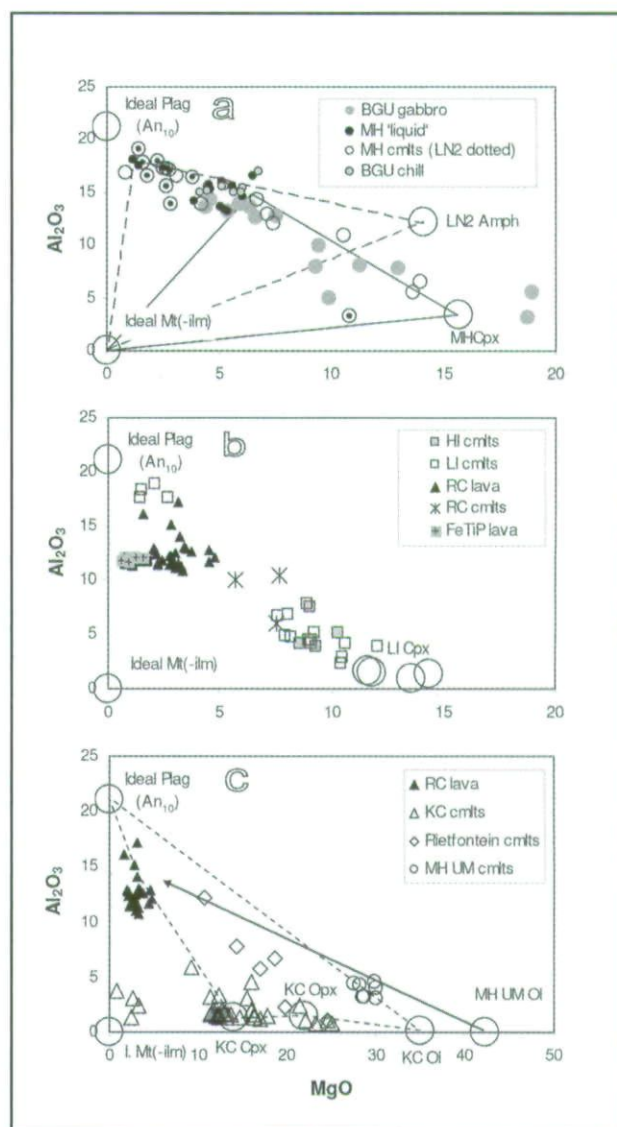 25
20
15
10
5
0
Al₂O₃
Ideal Plag
(An₁₀)
a
BGU gabbro
MH 'liquid'
MH cmlts (LN2 dotted)
BGU chill
LN2 Amph
Ideal Mt(-ilm)
MHCpx
0 5 10 15 20
25
20
15
10
5
0
Al₂O₃
Ideal Plag
(An₁₀)
b
HI cmlts
LI cmlts
RC lava
RC cmlts
FeTiP lava
LI Cpx
Ideal Mt(-ilm)
0 5 10 15 20
25
20
15
10
5
0
Al₂O₃
Ideal Plag
(An₁₀)
c
RC lava
KC cmlts
Rietfontein cmlts
MH UM cmlts
KC Opx
MH UM Ol
I. Mt(-ilm)
KC Cpx
KC Ol
0 10 20 30 40 50
MgO